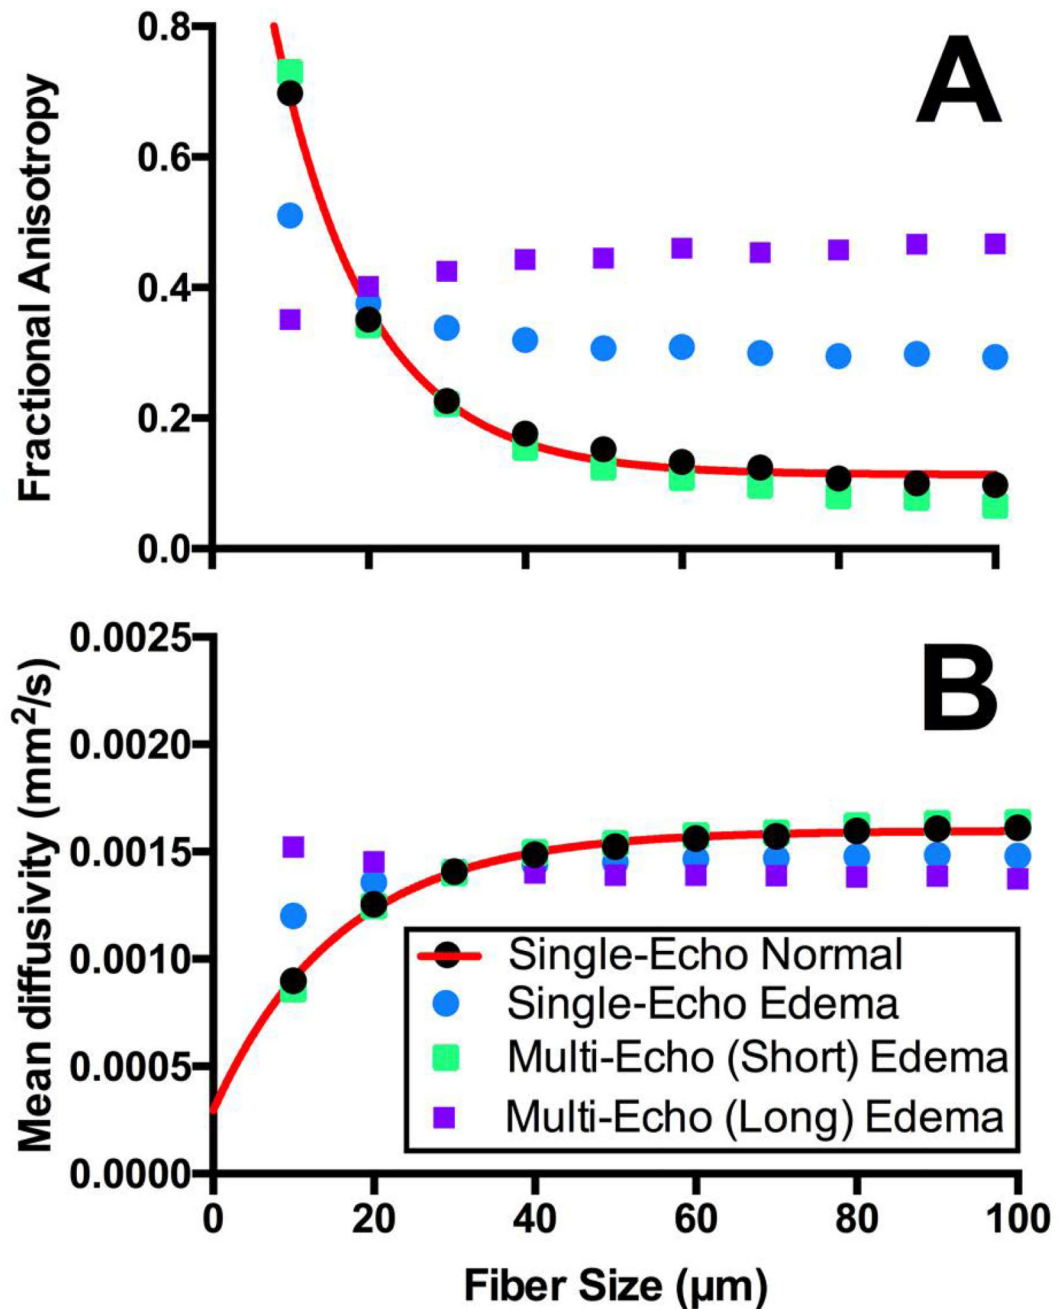 A
Fractional Anisotropy
0.8
0.6
0.4
0.2
0.0
B
Mean diffusivity (mm²/s)
0.0025
0.0020
0.0015
0.0010
0.0005
0.0000
Single-Echo Normal
Single-Echo Edema
Multi-Echo (Short) Edema
Multi-Echo (Long) Edema
0 20 40 60 80 100
Fiber Size (µm)